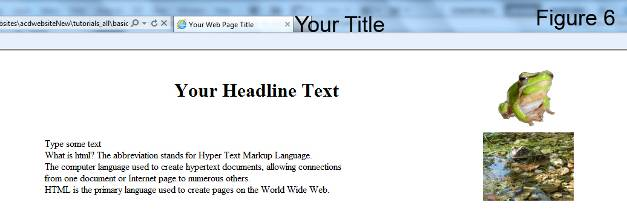 Figure 6
Your Title
ebsites\acdwebsiteNew\tutorials_all\basic
Your Web Page Title
Your Headline Text
Type some text
What is html? The abbreviation stands for Hyper Text Markup Language.
The computer language used to create hypertext documents, allowing connections
from one document or Internet page to numerous others.
HTML is the primary language used to create pages on the World Wide Web.